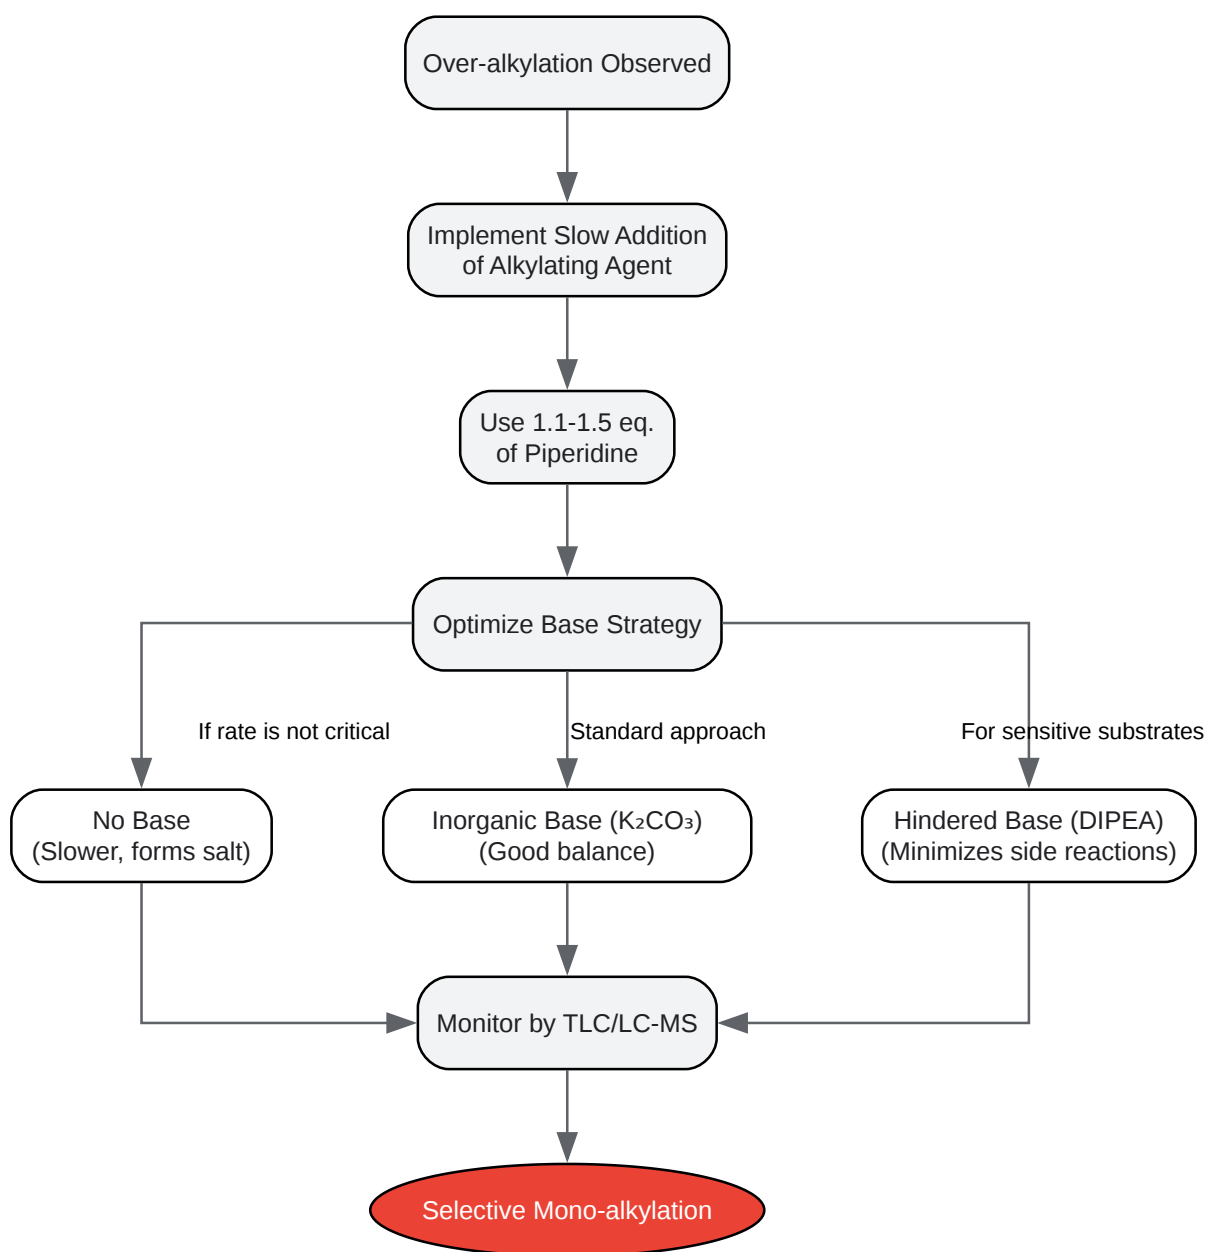 Over-alkylation Observed
Implement Slow Addition
of Alkylating Agent
Use 1.1-1.5 eq.
of Piperidine
Optimize Base Strategy
If rate is not critical
Standard approach
For sensitive substrates
No Base
(Slower, forms salt)
Inorganic Base (K₂CO₃)
(Good balance)
Hindered Base (DIPEA)
(Minimizes side reactions)
Monitor by TLC/LC-MS
Selective Mono-alkylation